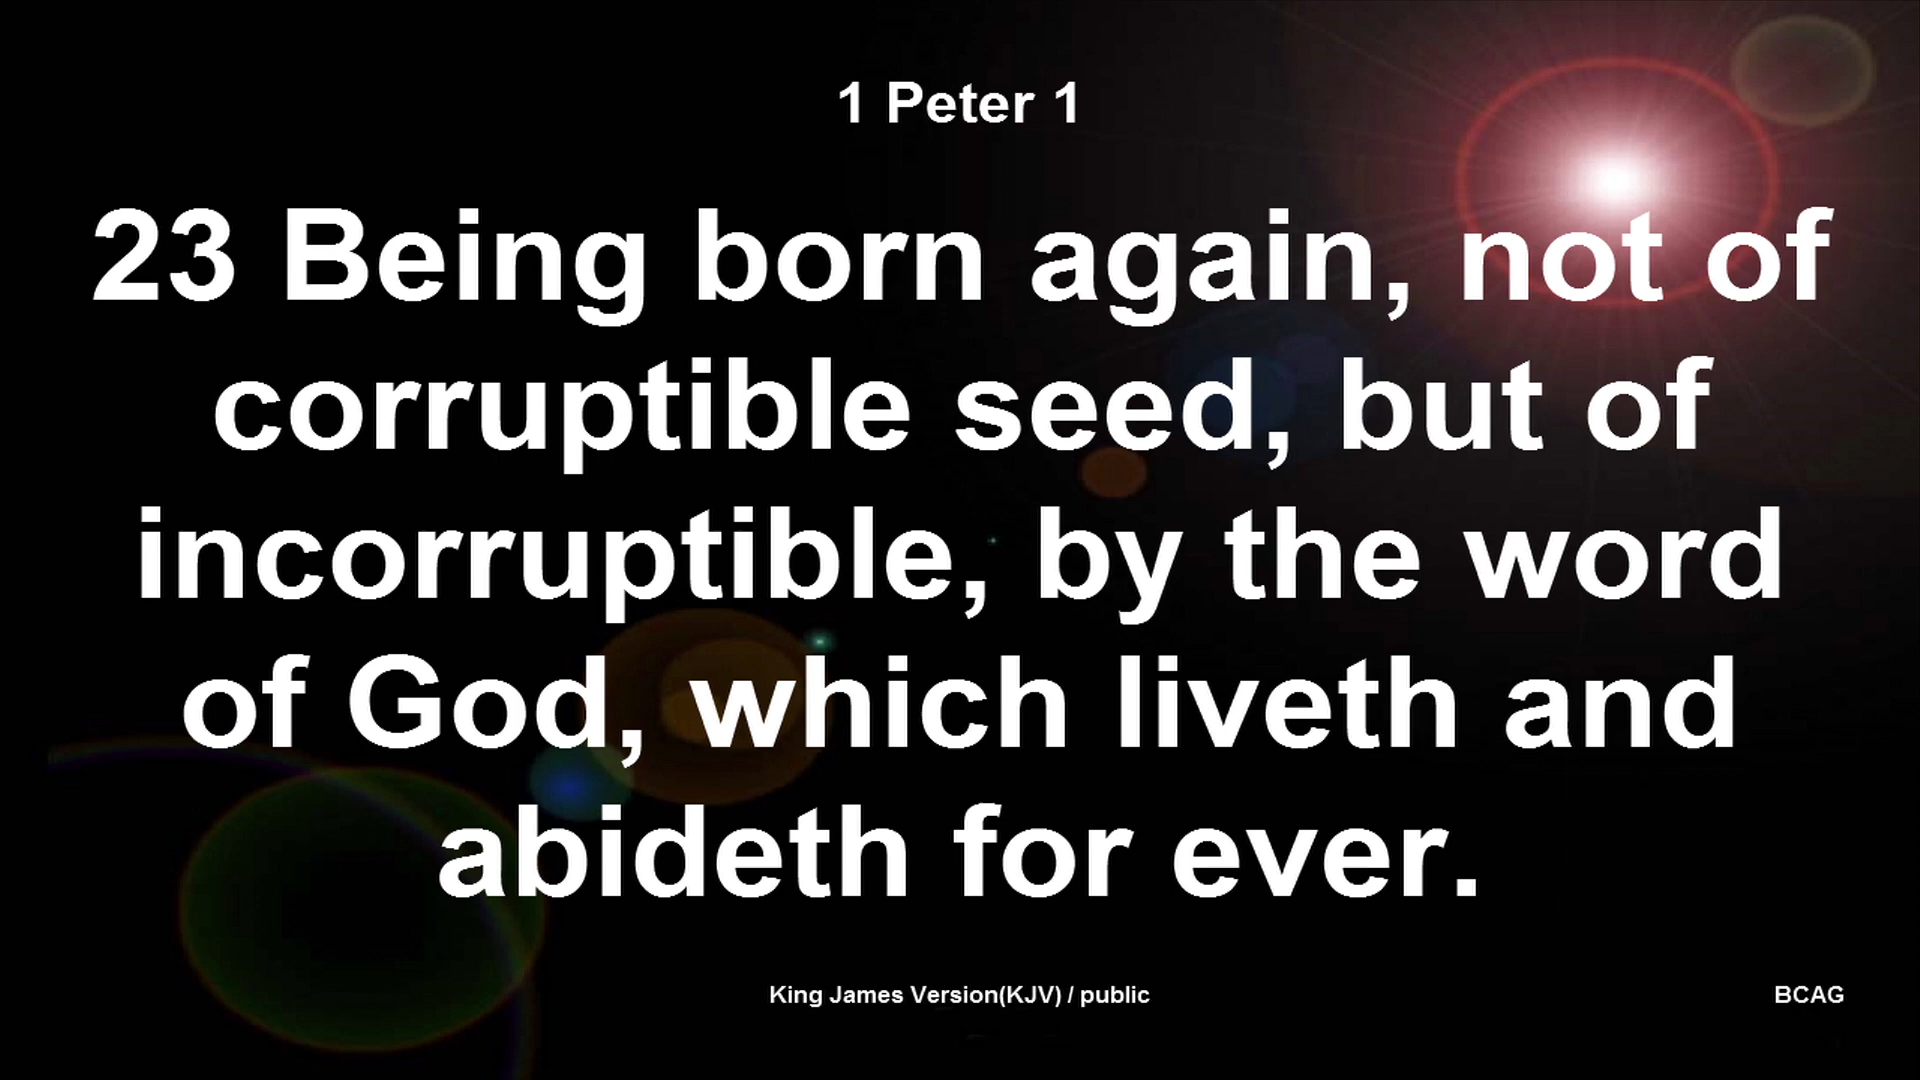 1 Peter 1
23 Being born again, not of
corruptible seed, but of
incorruptible, by the word
of God, which liveth and
abideth for ever.
King James Version(KJV) / public
BCAG